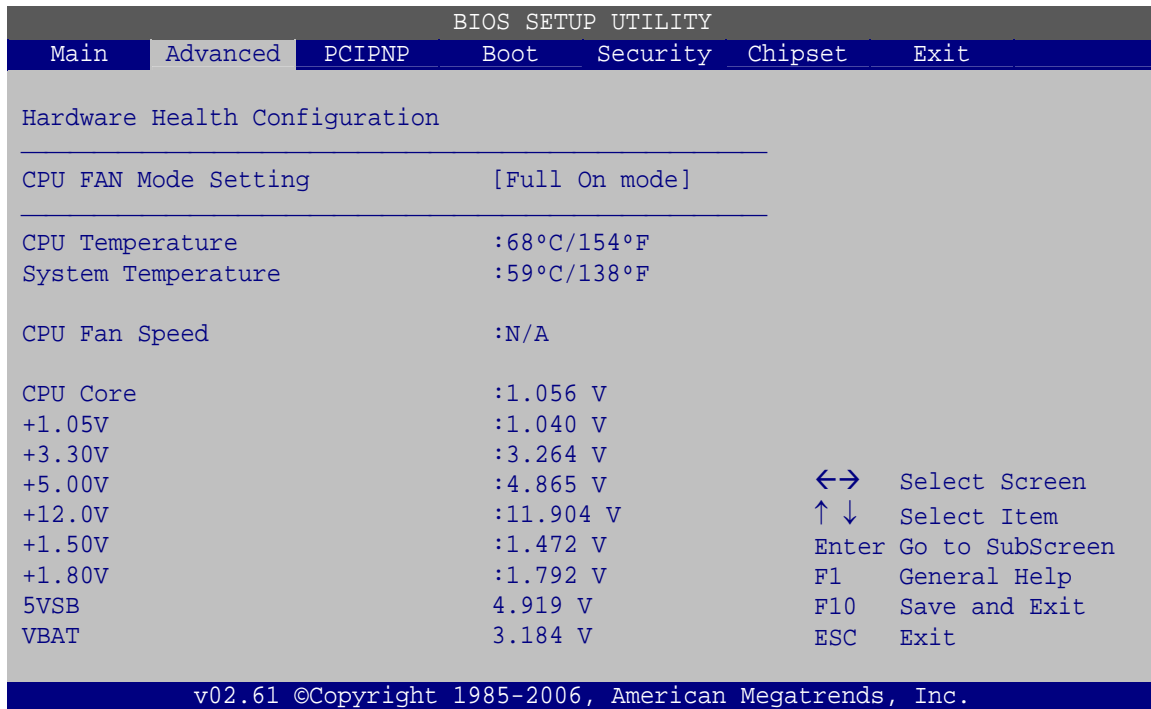 BIOS SETUP UTILITY
Main Advanced PCIPNP Boot Security Chipset Exit
Hardware Health Configuration
CPU FAN Mode Setting [Full On mode]
CPU Temperature :68ºC/154ºF
System Temperature :59ºC/138ºF
CPU Fan Speed :N/A
CPU Core :1.056 V
+1.05V :1.040 V
+3.30V :3.264 V
+5.00V :4.865 V
+12.0V :11.904 V
+1.50V :1.472 V
+1.80V :1.792 V
5VSB 4.919 V
VBAT 3.184 V
←→ Select Screen
↑ ↓ Select Item
Enter Go to SubScreen
F1 General Help
F10 Save and Exit
ESC Exit
v02.61 ©Copyright 1985-2006, American Megatrends, Inc.